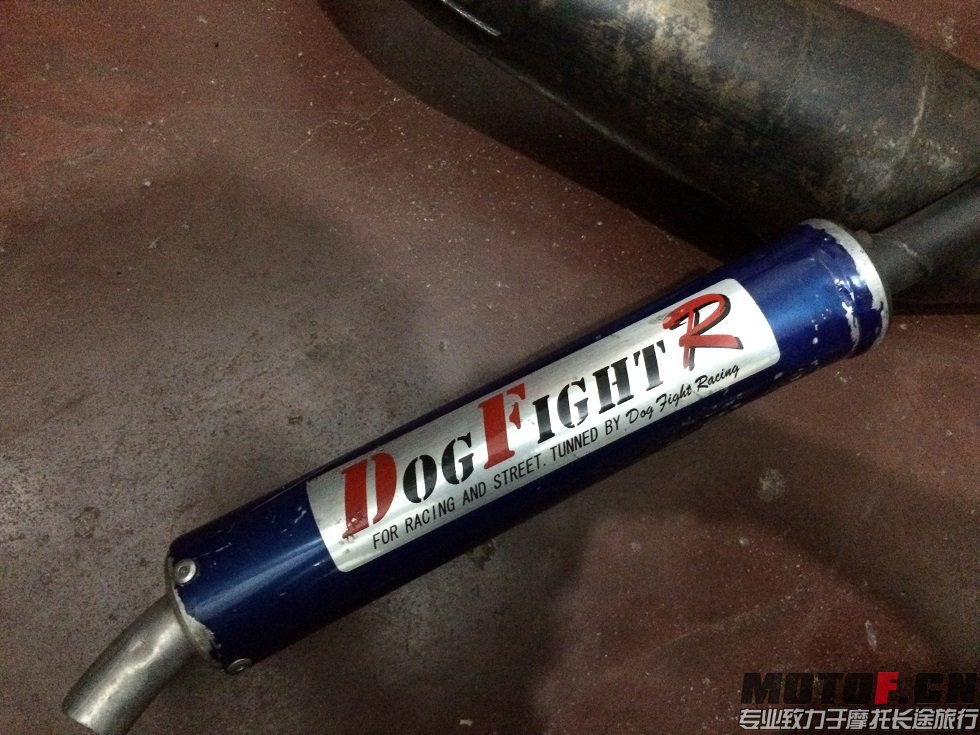 DOGFIGHT R
FOR RACING AND STREET. TUNNED BY Dog Fight Racing
MOTOF.CN
专业致力于摩托长途旅行